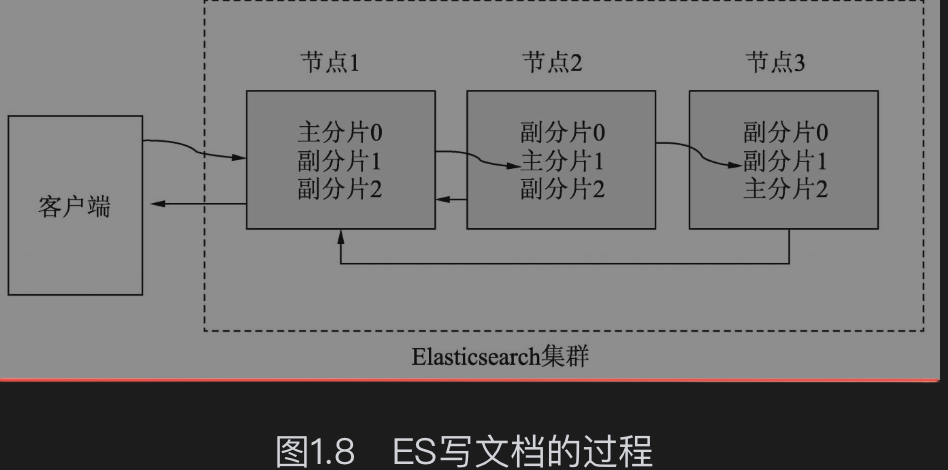 节点1
节点2
节点3
客户端
主分片0
副分片1
副分片2
副分片0
主分片1
副分片2
副分片0
副分片1
主分片2
Elasticsearch集群
图1.8 ES写文档的过程